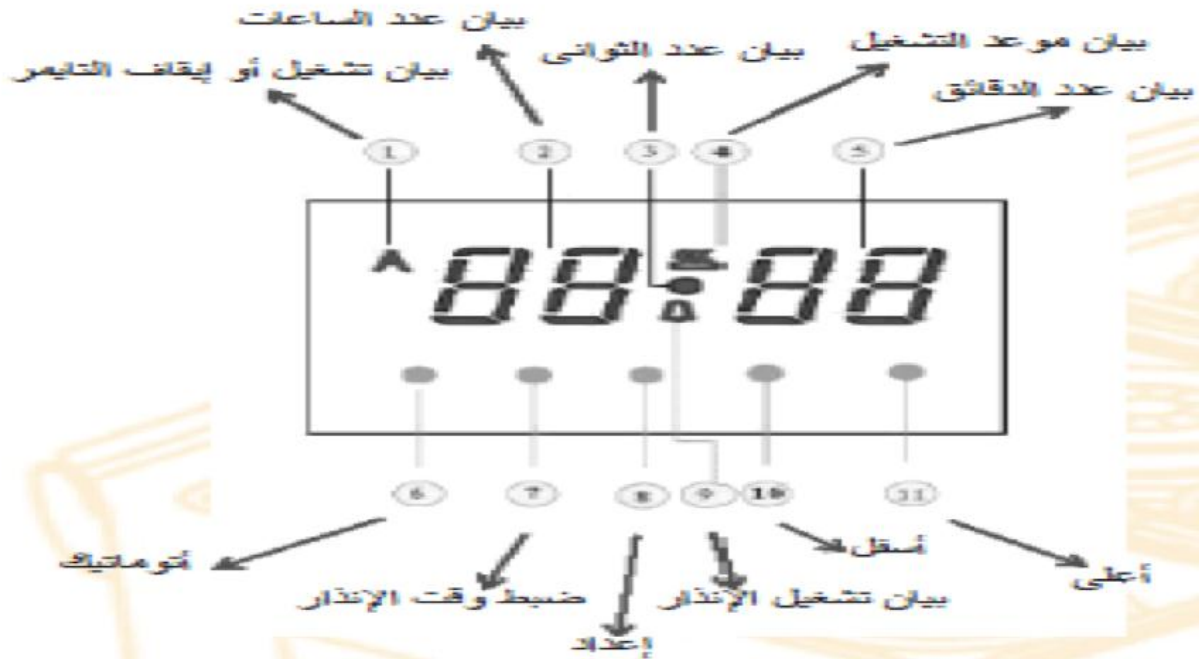 بيان عدد الساعات
بيان تشغيل أو إيقاف التايمر
بيان عدد الثوانى
بيان موعد التشغيل
بيان عدد الدقائق
1 2 3 4 5
A 88 88
6 7 8 9 10 11
أتوماتيك
ضبط وقت الإنذار
إعداد
بيان تشغيل الإنذار
أسفل
أعلى